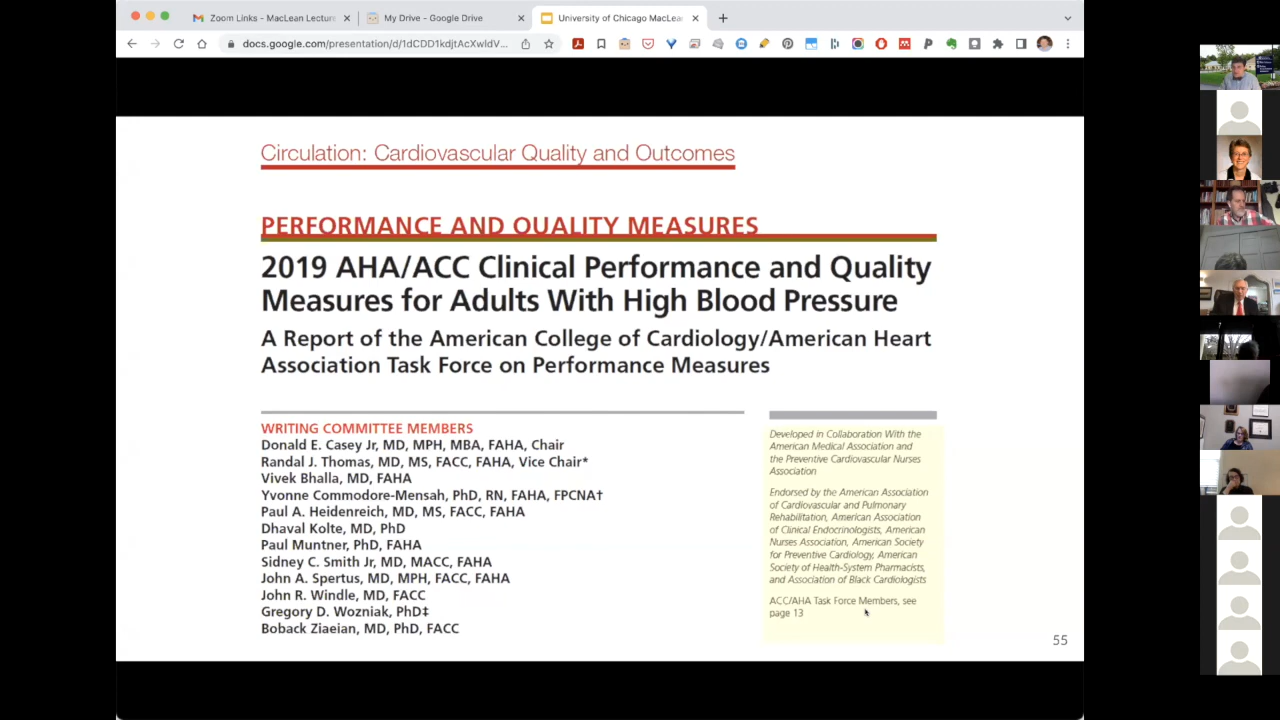 Zoom Links - MacLean Lectur
My Drive - Google Drive
University of Chicago MacLea
docs.google.com/presentation/d/1dCDD1kdjtAcXwldV...
Circulation: Cardiovascular Quality and Outcomes
PERFORMANCE AND QUALITY MEASURES
2019 AHA/ACC Clinical Performance and Quality
Measures for Adults With High Blood Pressure
A Report of the American College of Cardiology/American Heart
Association Task Force on Performance Measures
WRITING COMMITTEE MEMBERS
Donald E. Casey Jr, MD, MPH, MBA, FAHA, Chair
Randal J. Thomas, MD, MS, FACC, FAHA, Vice Chair*
Vivek Bhalla, MD, FAHA
Yvonne Commodore-Mensah, PhD, RN, FAHA, FPCNA†
Paul A. Heidenreich, MD, MS, FACC, FAHA
Dhaval Kolte, MD, PhD
Paul Muntner, PhD, FAHA
Sidney C. Smith Jr, MD, MACC, FAHA
John A. Spertus, MD, MPH, FACC, FAHA
John R. Windle, MD, FACC
Gregory D. Wozniak, PhD‡
Boback Ziaeian, MD, PhD, FACC
Developed in Collaboration With the
American Medical Association and
the Preventive Cardiovascular Nurses
Association
Endorsed by the American Association
of Cardiovascular and Pulmonary
Rehabilitation, American Association
of Clinical Endocrinologists, American
Nurses Association, American Society
for Preventive Cardiology, American
Society of Health-System Pharmacists,
and Association of Black Cardiologists
ACC/AHA Task Force Members, see
page 13
55